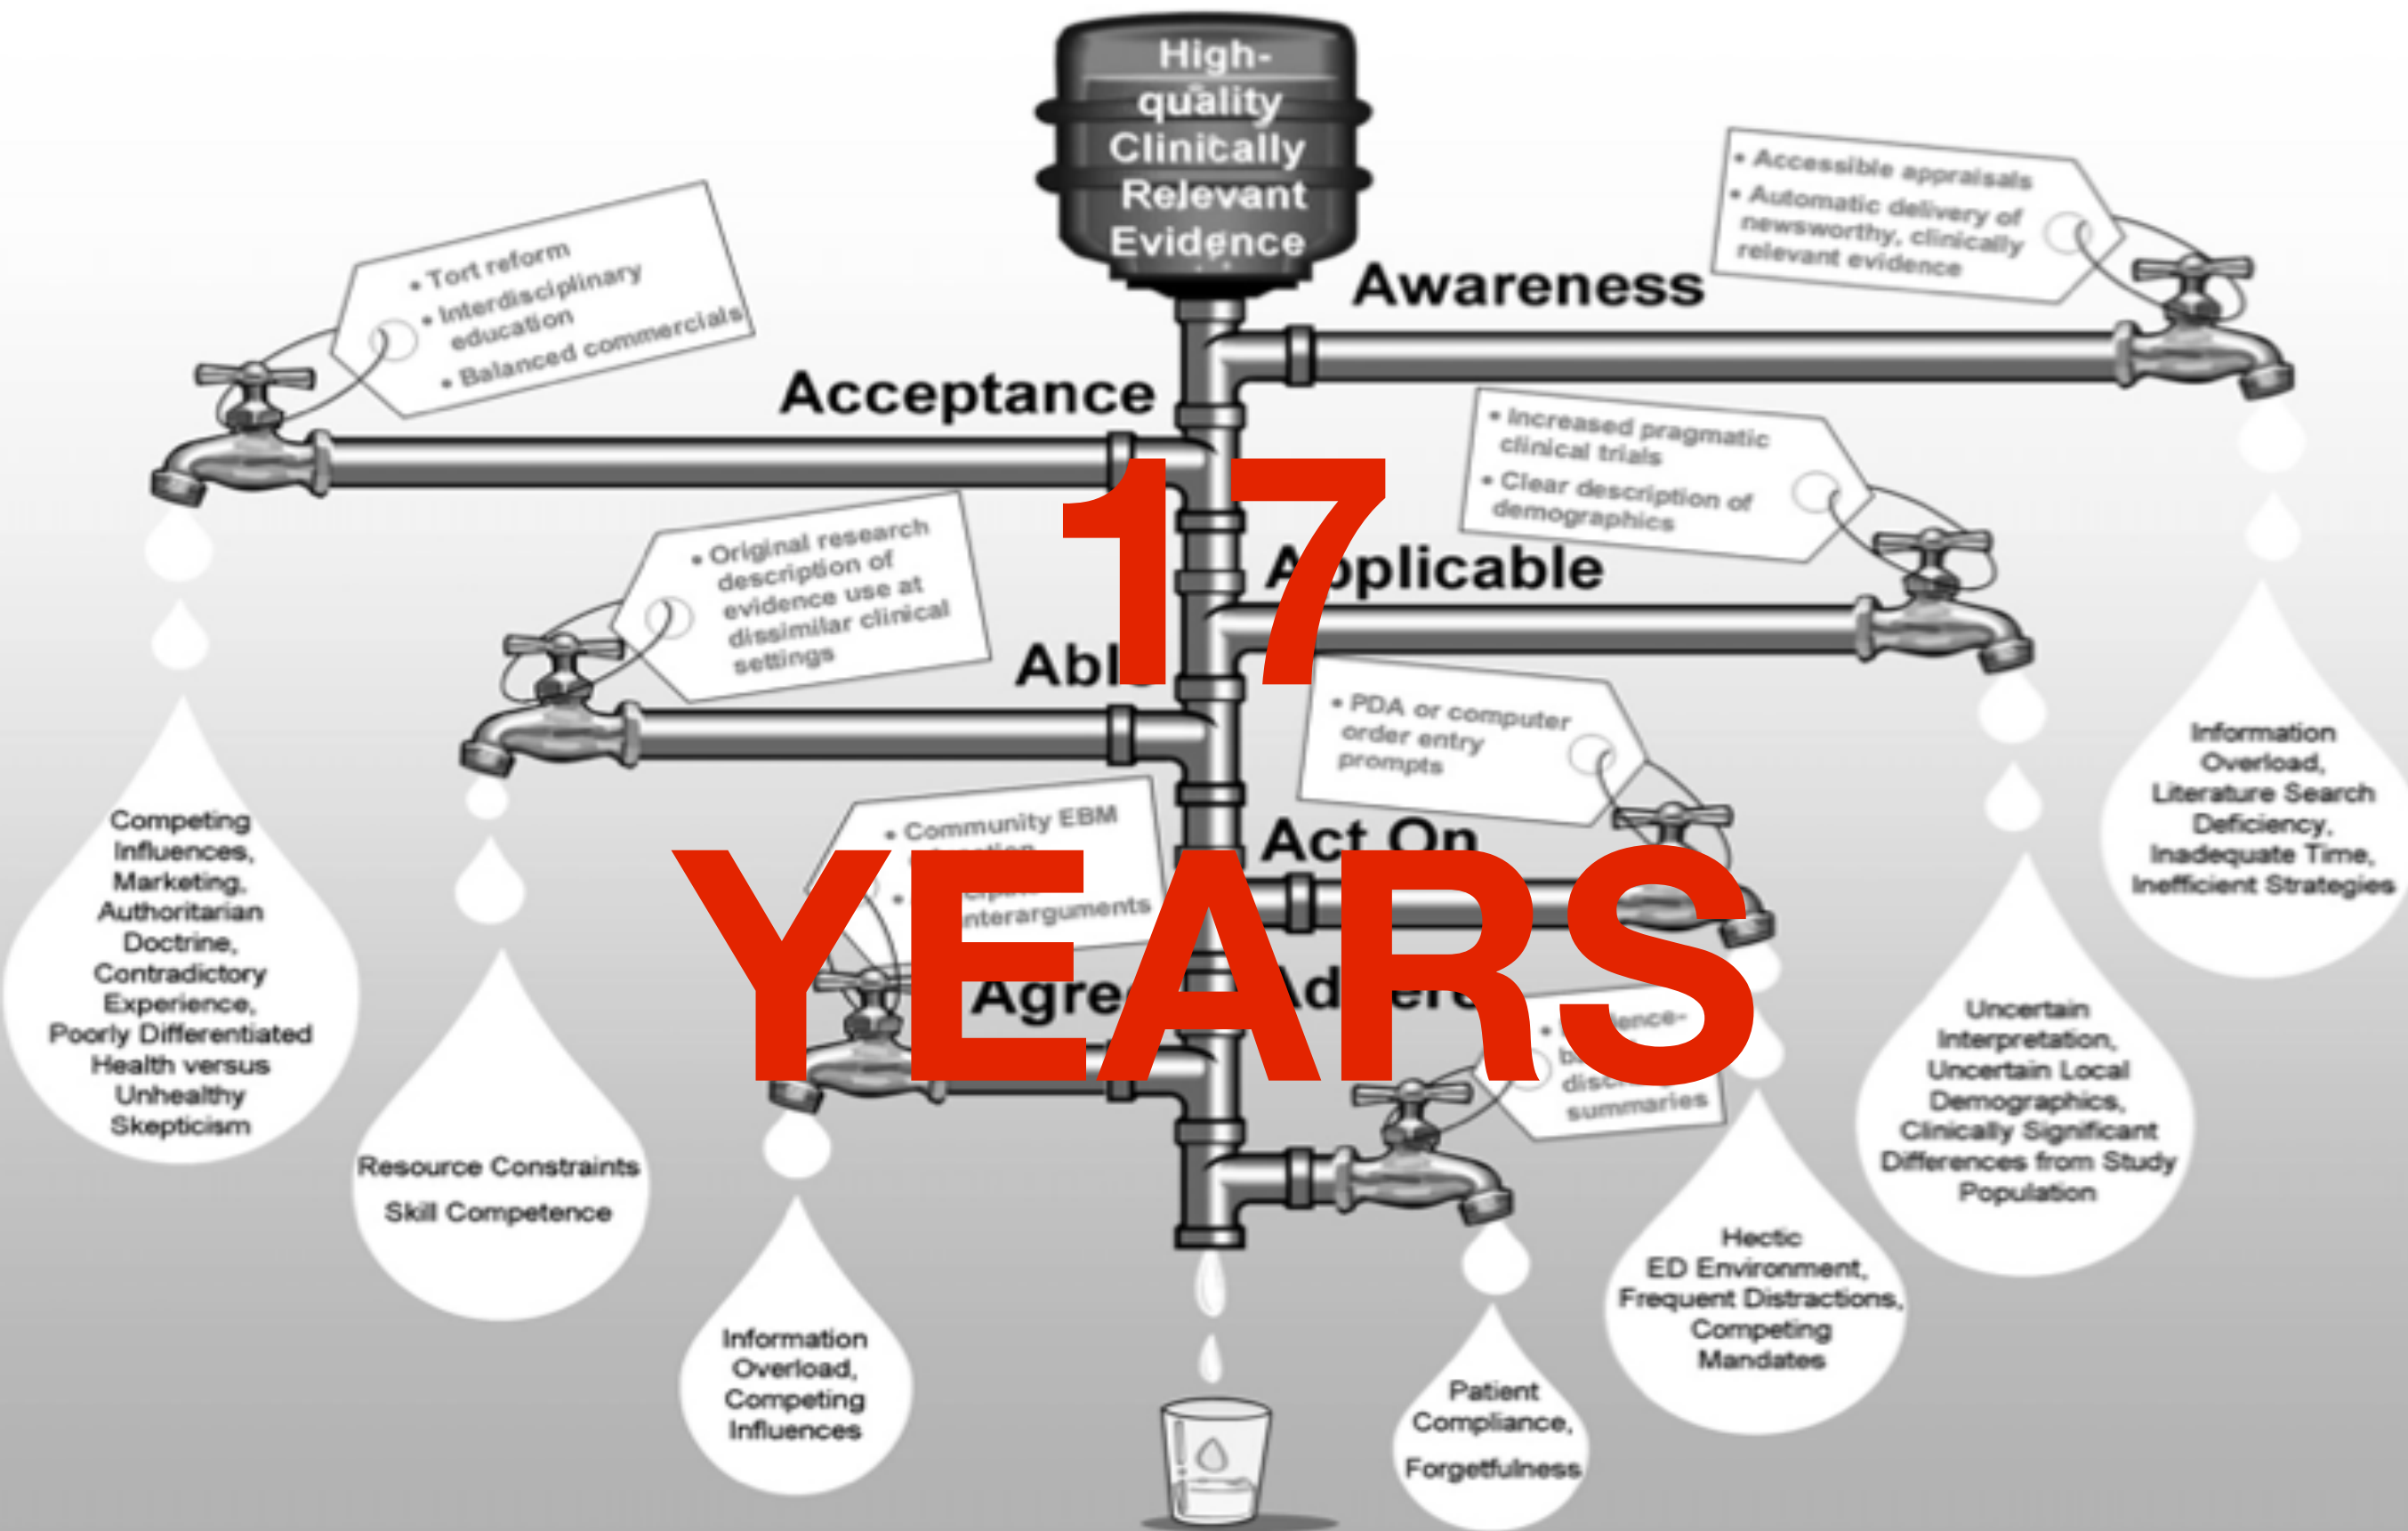 High-
quality
Clinically
Relevant
Evidence
Awareness
• Accessible appraisals
• Automatic delivery of
newsworthy, clinically
relevant evidence
• Tort reform
• Interdisciplinary
education
• Balanced commercials
Acceptance
• Increased pragmatic
clinical trials
• Clear description of
demographics
17
Applicable
• Original research
description of
evidence use at
dissimilar clinical
settings
• PDA or computer
order entry
prompts
Act On
• Community EBM
YEARS
summaries
Information
Overload,
Literature Search
Deficiency,
Inadequate Time,
Inefficient Strategies
Competing
Influences,
Marketing,
Authoritarian
Doctrine,
Contradictory
Experience,
Poorly Differentiated
Health versus
Unhealthy
Skepticism
Uncertain
Interpretation,
Uncertain Local
Demographics,
Clinically Significant
Differences from Study
Population
Resource Constraints
Skill Competence
Hectic
ED Environment,
Frequent Distractions,
Competing
Mandates
Information
Overload,
Competing
Influences
Patient
Compliance,
Forgetfulness